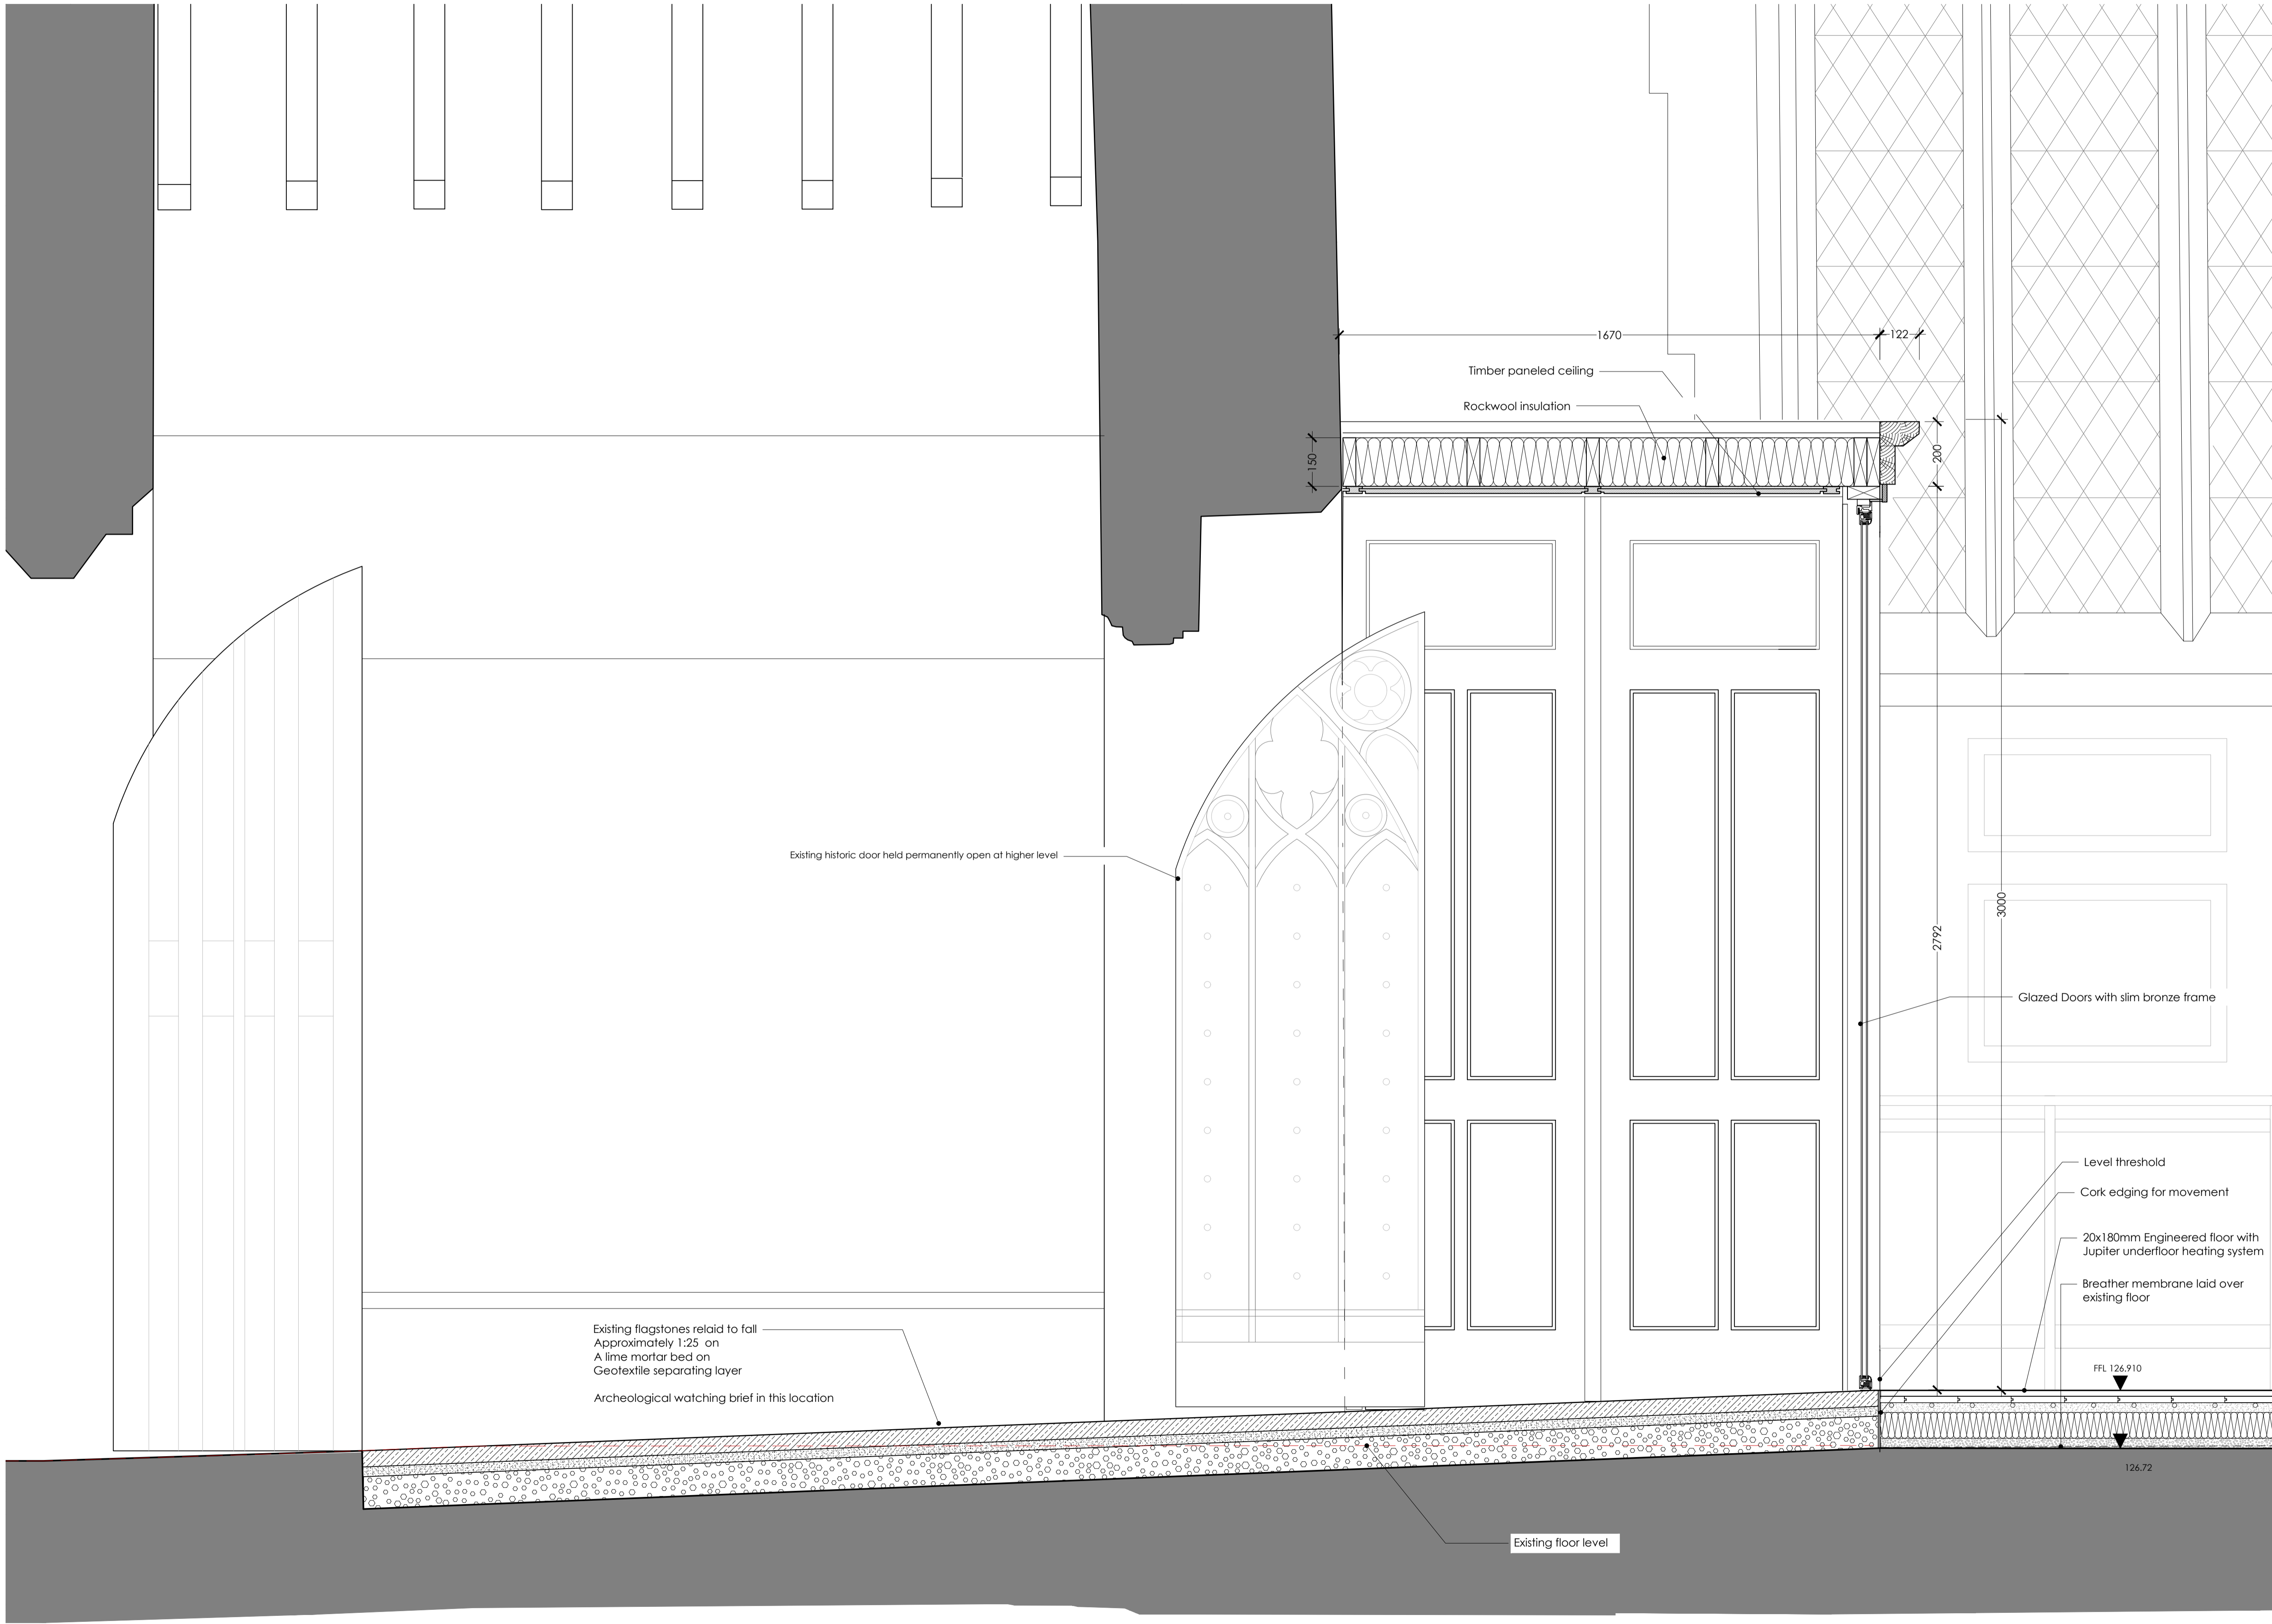 1670
122
Timber paneled ceiling
Rockwool insulation
150
200
Existing historic door held permanently open at higher level
3000
2792
Glazed Doors with slim bronze frame
Level threshold
Cork edging for movement
20x180mm Engineered floor with
Jupiter underfloor heating system
Breather membrane laid over
existing floor
Existing flagstones relaid to fall
Approximately 1:25 on
A lime mortar bed on
Geotextile separating layer
Archeological watching brief in this location
FFL 126.910
126.72
Existing floor level